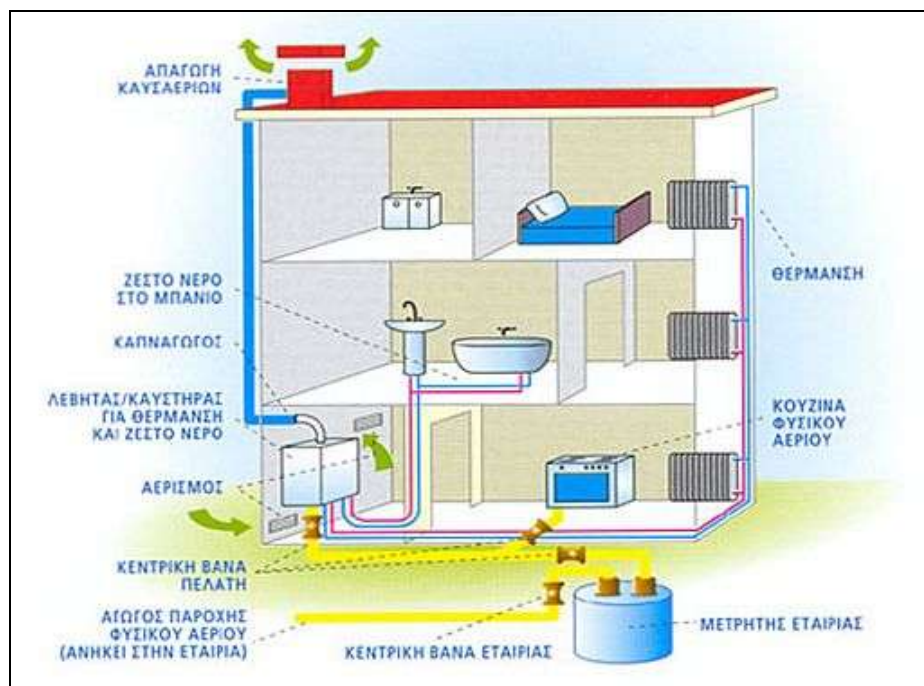 ΑΠΑΓΩΓΗ
ΚΑΥΣΑΕΡΙΩΝ
ΖΕΣΤΟ ΝΕΡΟ
ΣΤΟ ΜΠΑΝΙΟ
ΘΕΡΜΑΝΣΗ
ΚΑΠΝΑΓΩΓΟΣ
ΛΕΒΗΤΑΣ/ΚΑΥΣΤΗΡΑΣ
ΓΙΑ ΘΕΡΜΑΝΣΗ
ΚΑΙ ΖΕΣΤΟ ΝΕΡΟ
ΚΟΥΖΙΝΑ
ΦΥΣΙΚΟΥ
ΑΕΡΙΟΥ
ΑΕΡΙΣΜΟΣ
ΚΕΝΤΡΙΚΗ ΒΑΝΑ
ΠΕΛΑΤΗ
ΑΓΩΓΟΣ ΠΑΡΟΧΗΣ
ΦΥΣΙΚΟΥ ΑΕΡΙΟΥ
(ΑΝΗΚΕΙ ΣΤΗΝ ΕΤΑΙΡΙΑ)
ΚΕΝΤΡΙΚΗ ΒΑΝΑ ΕΤΑΙΡΙΑΣ
ΜΕΤΡΗΤΗΣ ΕΤΑΙΡΙΑΣ